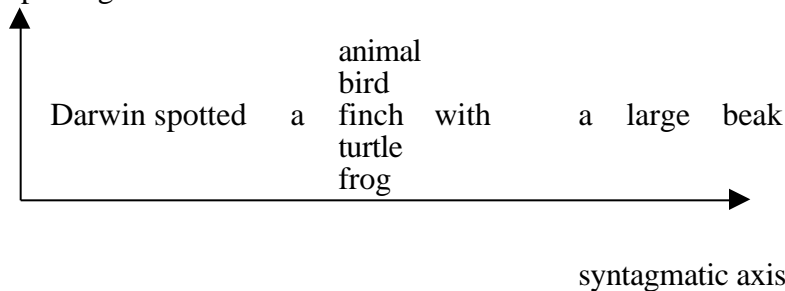 animal
bird
Darwin spotted a finch with a large beak
turtle
frog
syntagmatic axis